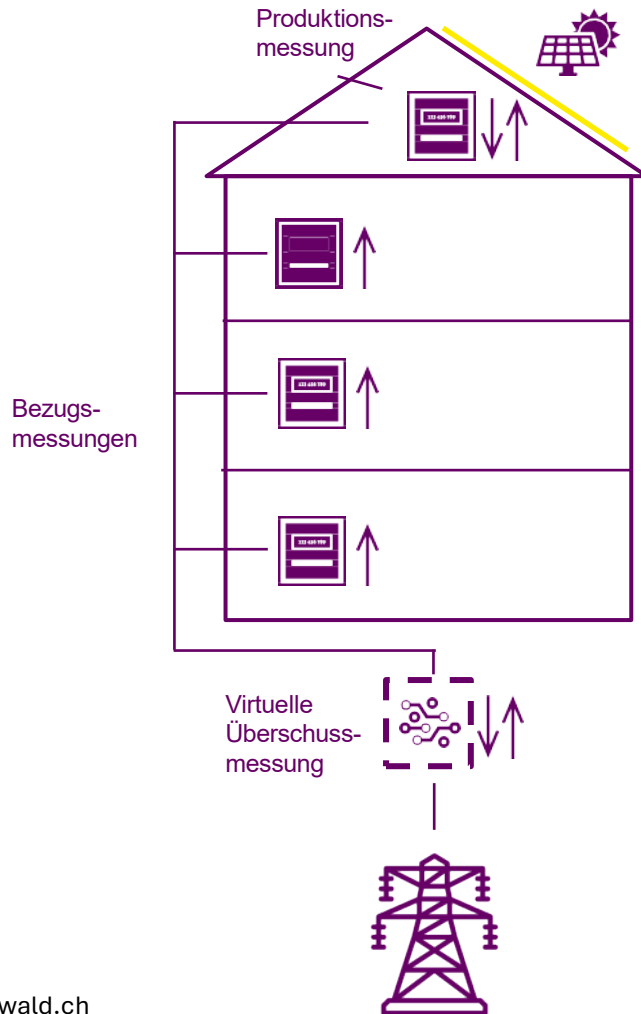 Produktions-
messung
Bezugs-
messungen
Virtuelle
Überschuss-
messung
wald.ch